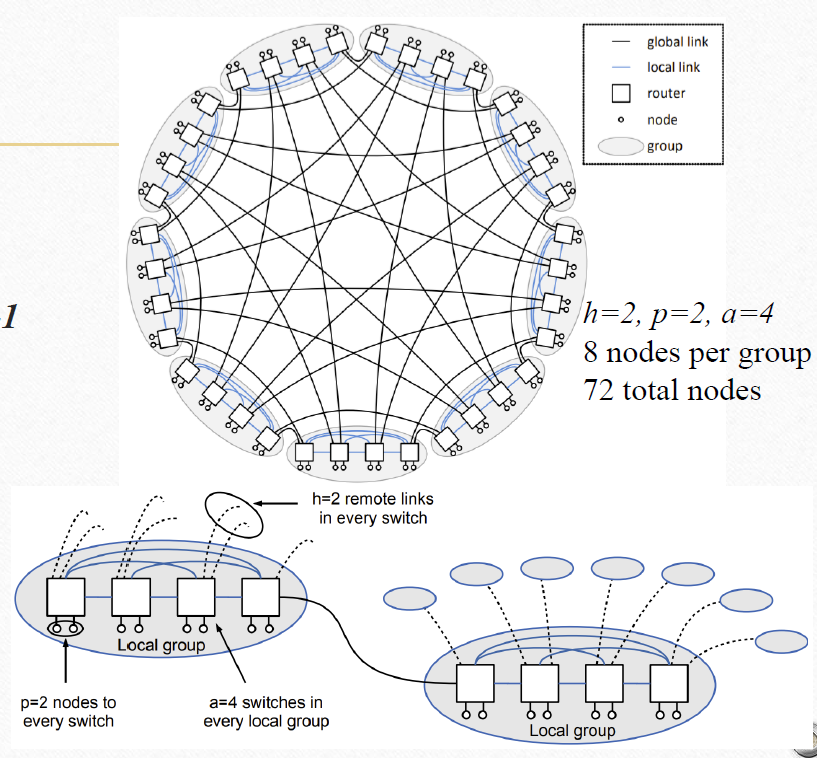 global link
local link
router
node
group
-1
h=2, p=2, a=4
8 nodes per group
72 total nodes
h=2 remote links
in every switch
Local group
p=2 nodes to
every switch
a=4 switches in
every local group
Local group